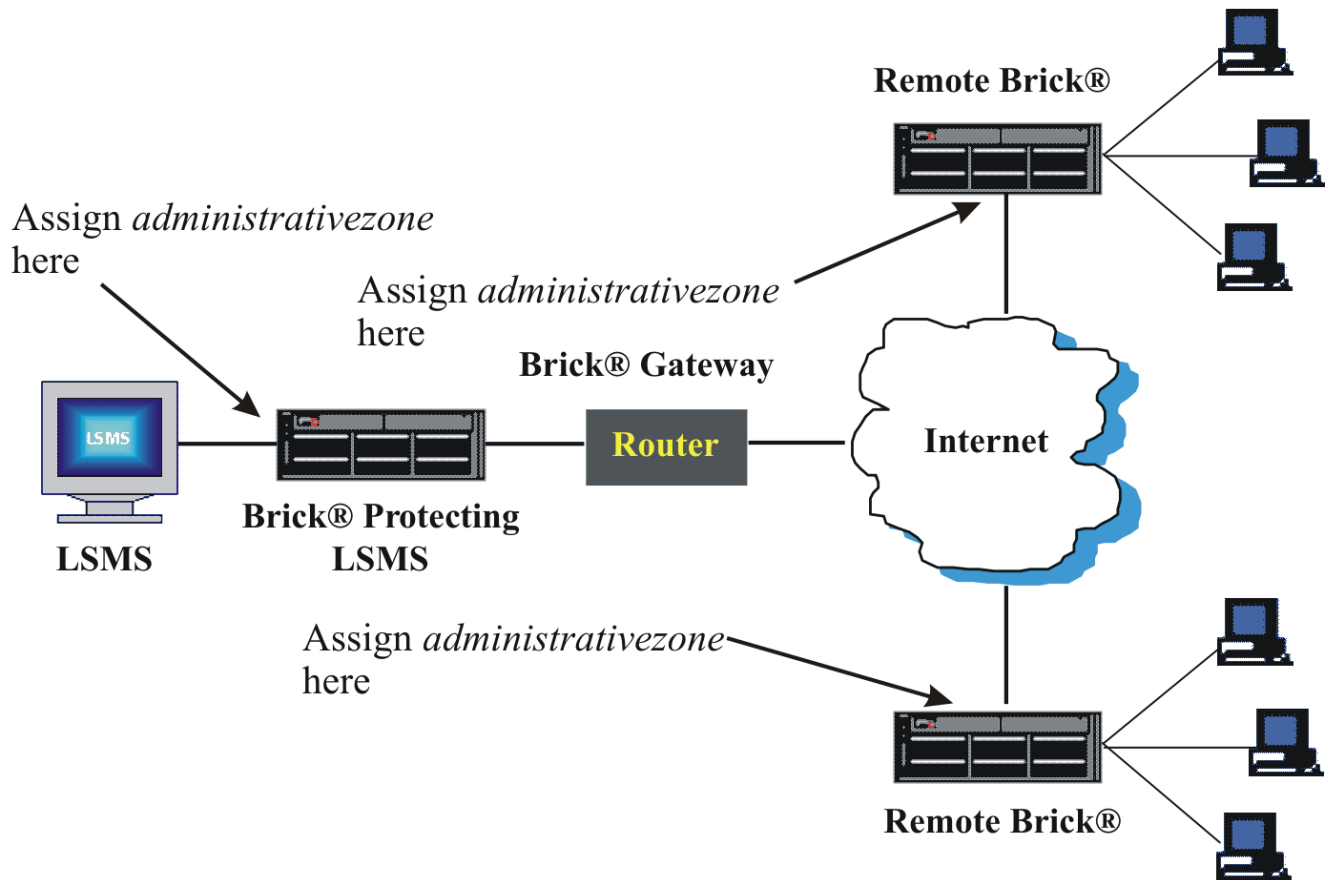 Remote Brick®
Assign administrativezone
here
Assign administrativezone
here
Brick® Gateway
LSMS
Router
Internet
Brick® Protecting
LSMS
LSMS
Assign administrativezone
here
Remote Brick®